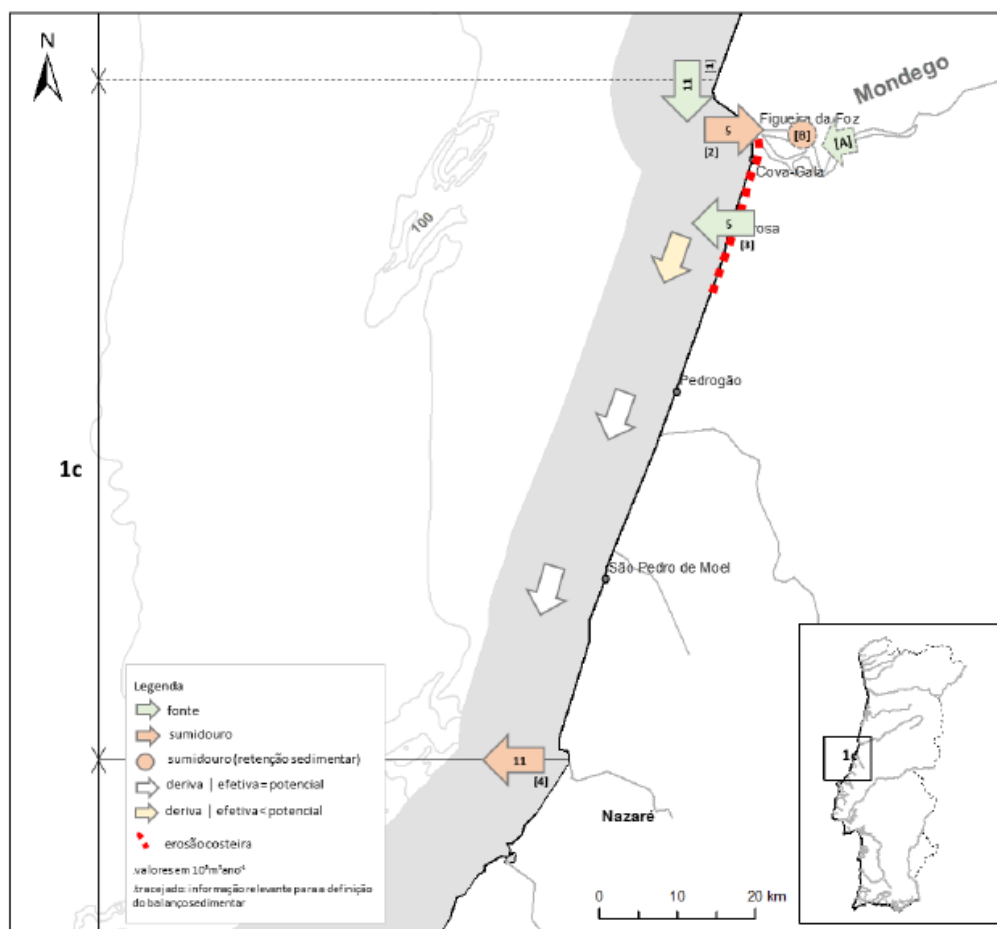 N
11
[1]
Mondego
Figueira da Foz
5
[2]
[B]
[A]
Cova-Gala
5
rosa
[3]
100
Pedrogão
1c
São Pedro de Moel
11
[4]
Nazaré
Legenda
fonte
sumidouro
sumidouro (retenção sedimentar)
deriva | efetiva = potencial
deriva | efetiva < potencial
erosão costeira
.valores em 10⁵m³ano⁻¹
.tracejado: informação relevante para a definição
do balanço sedimentar
0 10 20 km
1c